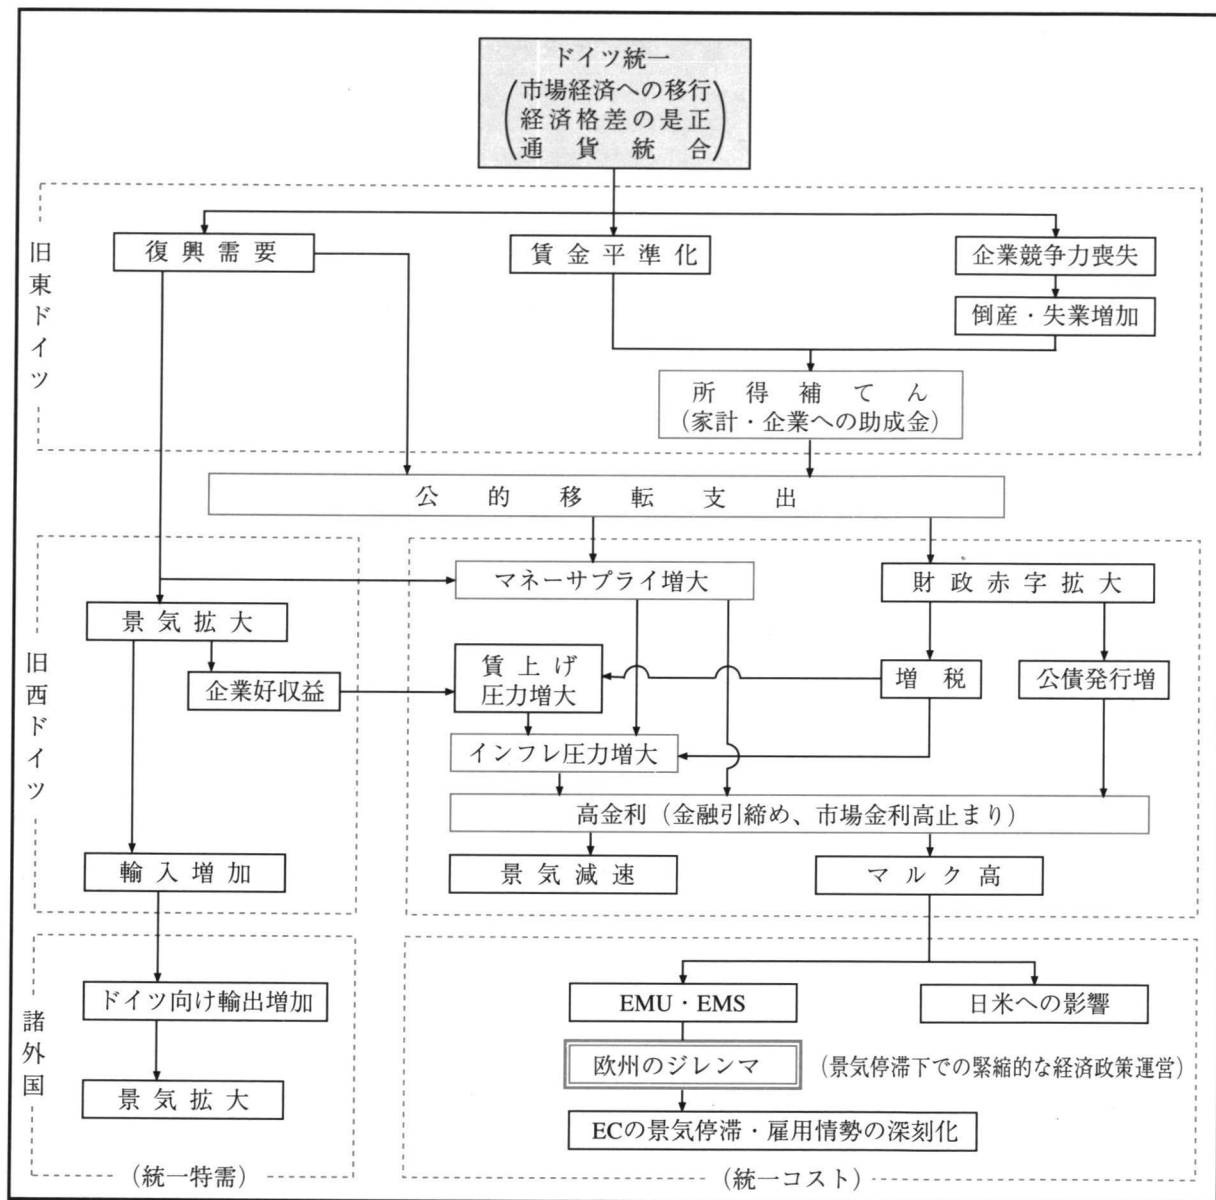 ドイツ統一
市場経済への移行
経済格差の是正
通貨統合
旧東ドイツ
復興需要
賃金平準化
企業競争力喪失
倒産・失業増加
所得補てん
(家計・企業への助成金)
公的移転支出
旧西ドイツ
マネーサプライ増大
財政赤字拡大
景気拡大
企業好収益
賃上げ
圧力増大
増税
公債発行増
インフレ圧力増大
高金利(金融引締め、市場金利高止まり)
輸入増加
景気減速
マルク高
諸外国
ドイツ向け輸出増加
EMU・EMS
日米への影響
欧州のジレンマ
(景気停滞下での緊縮的な経済政策運営)
景気拡大
ECの景気停滞・雇用情勢の深刻化
(統一特需)
(統一コスト)